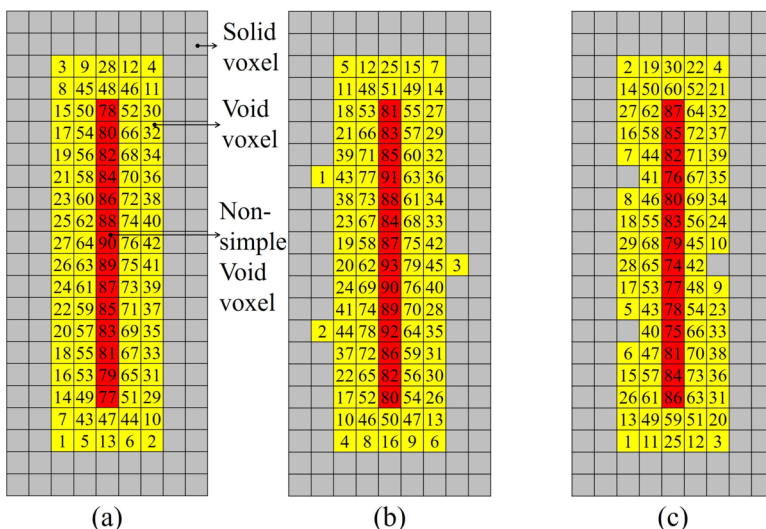 3 9 28 12 4
8 45 48 46 11
15 50 78 52 30
17 54 80 66 32
19 56 82 68 34
21 58 84 70 36
23 60 86 72 38
25 62 88 74 40
27 64 90 76 42
26 63 89 75 41
24 61 87 73 39
22 59 85 71 37
20 57 83 69 35
18 55 81 67 33
16 53 79 65 31
14 49 77 51 29
7 43 47 44 10
1 5 13 6 2
(a)
Solid
voxel
Void
voxel
Non-
simple
Void
voxel
5 12 25 15 7
11 48 51 49 14
18 53 81 55 27
21 66 83 57 29
39 71 85 60 32
1 43 77 91 63 36
38 73 88 61 34
23 67 84 68 33
19 58 87 75 42
20 62 93 79 45 3
24 69 90 76 40
41 74 89 70 28
2 44 78 92 64 35
37 72 86 59 31
22 65 82 56 30
17 52 80 54 26
10 46 50 47 13
4 8 16 9 6
(b)
2 19 30 22 4
14 50 60 52 21
27 62 87 64 32
16 58 85 72 37
7 44 82 71 39
41 76 67 35
8 46 80 69 34
18 55 83 56 24
29 68 79 45 10
28 65 74 42
17 53 77 48 9
5 43 78 54 23
40 75 66 33
6 47 81 70 38
15 57 84 73 36
26 61 86 63 31
13 49 59 51 20
1 11 25 12 3
(c)